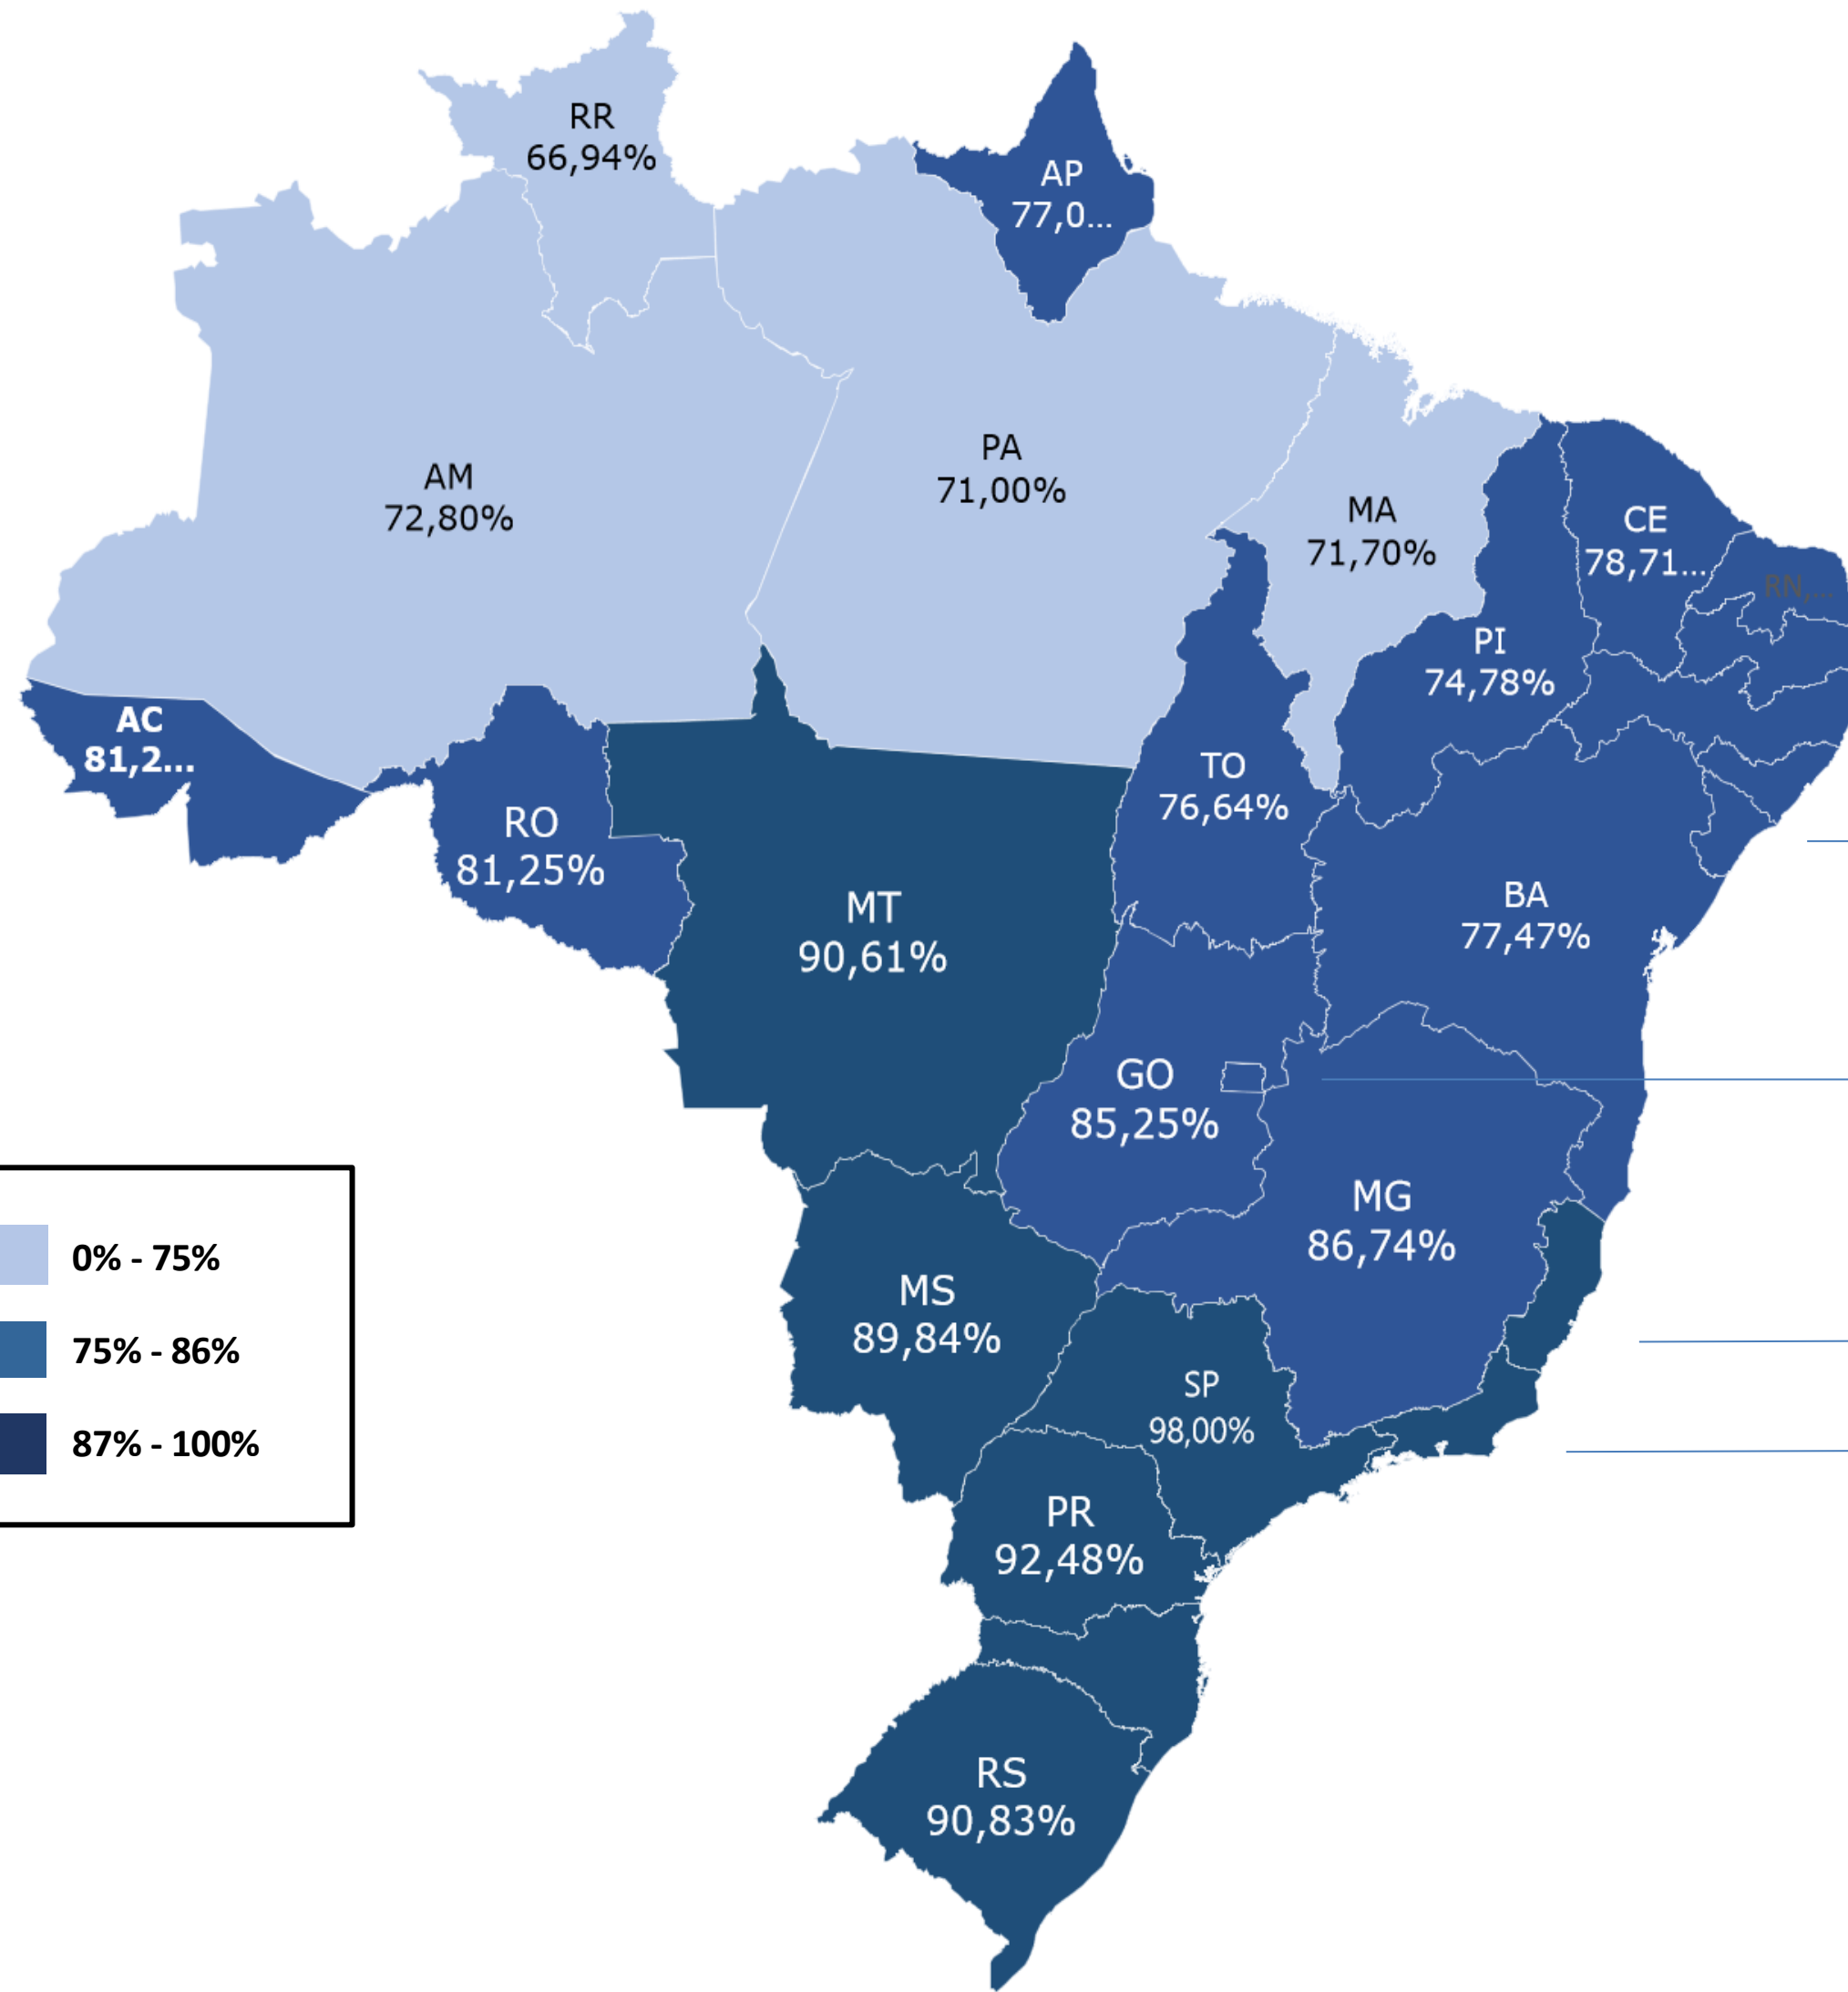 RR
66,94%
AP
77,0...
AM
72,80%
PA
71,00%
MA
71,70%
CE
78,71...
RN,...
PI
74,78%
AC
81,2...
TO
76,64%
RO
81,25%
MT
90,61%
BA
77,47%
GO
85,25%
MG
86,74%
0% - 75%
75% - 86%
87% - 100%
MS
89,84%
SP
98,00%
PR
92,48%
RS
90,83%